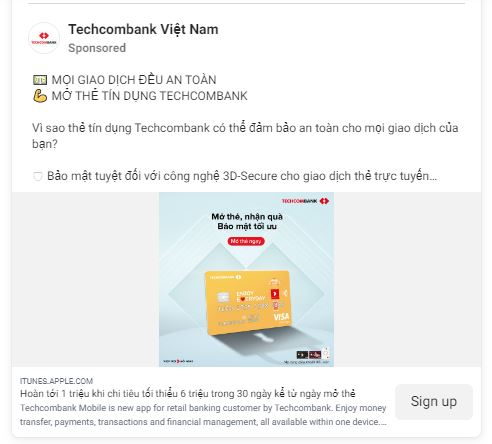 Techcombank Việt Nam
Sponsored
MỌI GIAO DỊCH ĐỀU AN TOÀN
MỞ THẺ TÍN DỤNG TECHCOMBANK
Vì sao thẻ tín dụng Techcombank có thể đảm bảo an toàn cho mọi giao dịch của
bạn?
Bảo mật tuyệt đối với công nghệ 3D-Secure cho giao dịch thẻ trực tuyến...
TECHCOMBANK
Mở thẻ, nhận quà
Bảo mật tối ưu
Mở thẻ ngay
TECHCOMBANK
ENJOY
EVERYDAY
VISA
ITUNES.APPLE.COM
Hoàn tới 1 triệu khi chi tiêu tối thiểu 6 triệu trong 30 ngày kể từ ngày mở thẻ
Techcombank Mobile is new app for retail banking customer by Techcombank. Enjoy money
transfer, payments, transactions and financial management, all available within one device....
Sign up